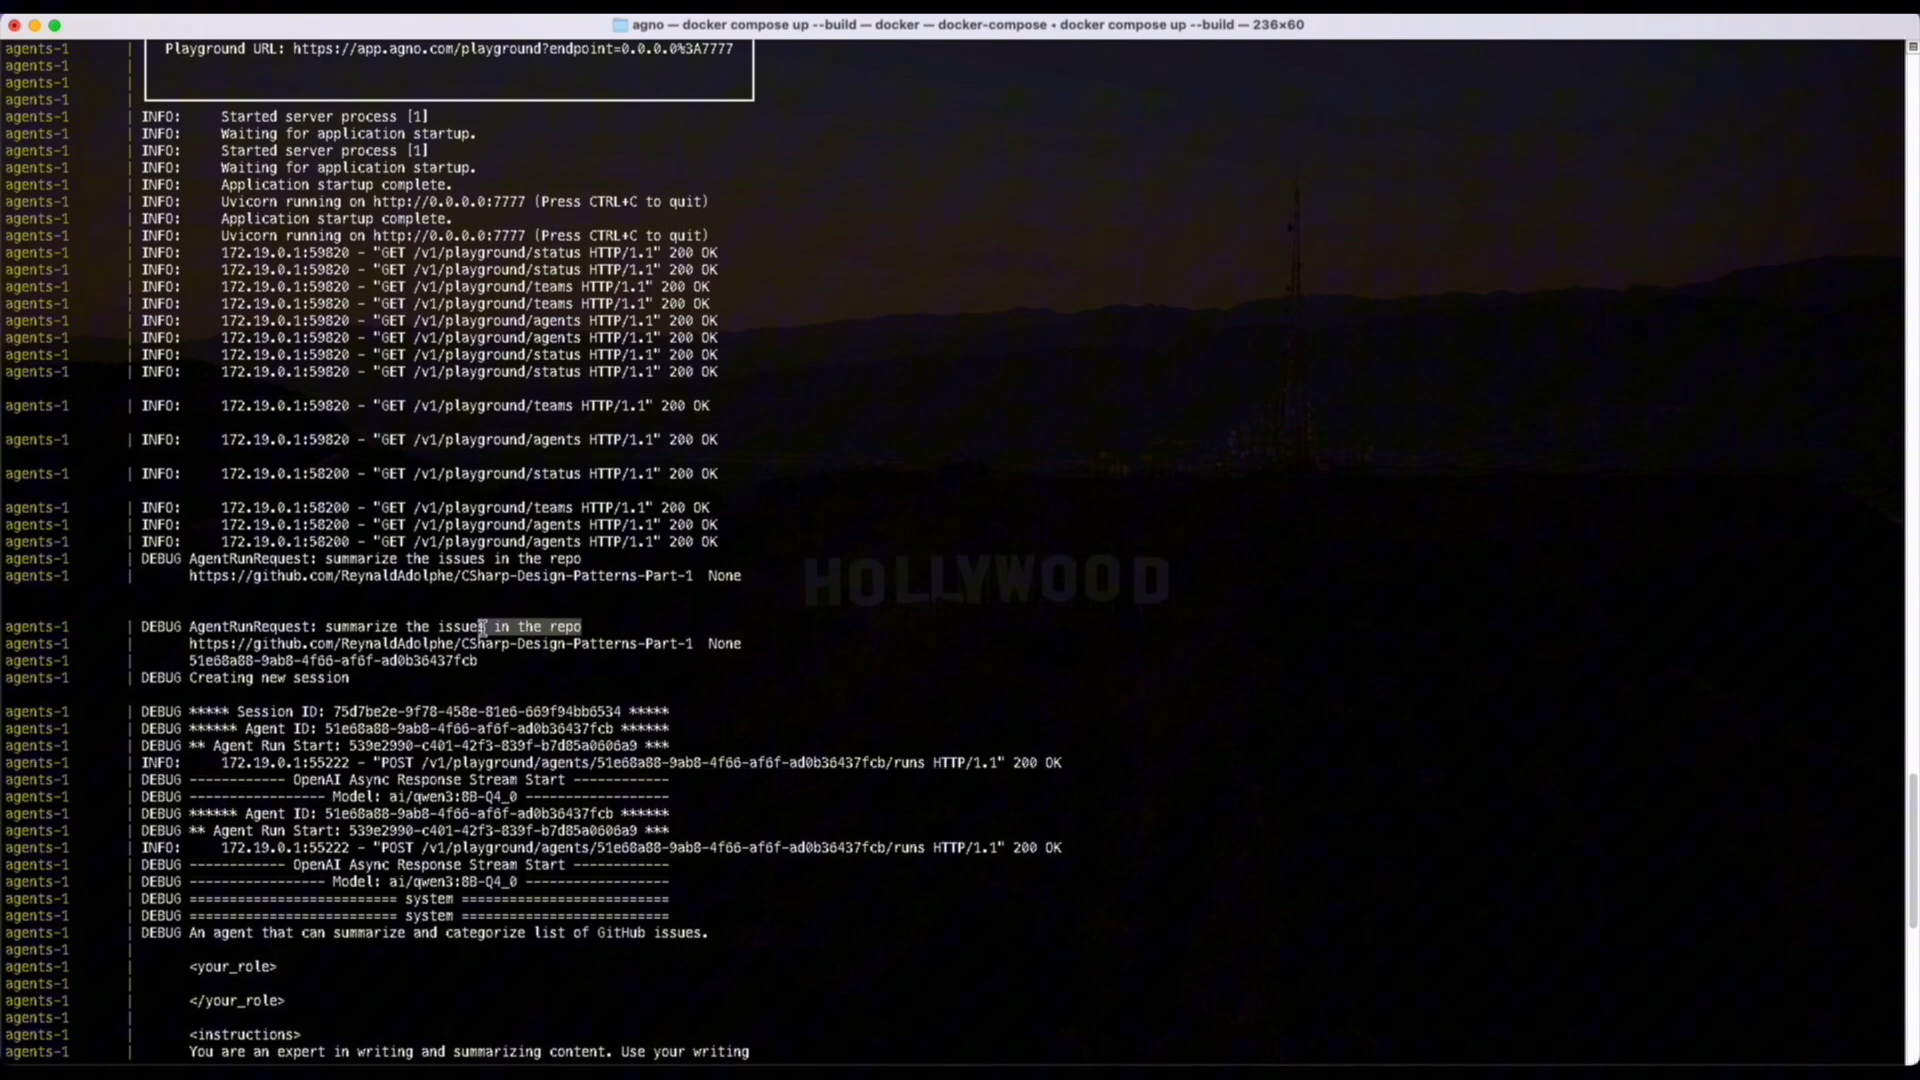 agno — docker compose up --build — docker — docker-compose ◂ docker compose up --build — 236×60
agents-1 | Playground URL: https://app.agno.com/playground?endpoint=0.0.0.0%3A7777
agents-1 |
agents-1 |
agents-1 |
agents-1 | INFO: Started server process [1]
agents-1 | INFO: Waiting for application startup.
agents-1 | INFO: Started server process [1]
agents-1 | INFO: Waiting for application startup.
agents-1 | INFO: Application startup complete.
agents-1 | INFO: Uvicorn running on http://0.0.0.0:7777 (Press CTRL+C to quit)
agents-1 | INFO: Application startup complete.
agents-1 | INFO: Uvicorn running on http://0.0.0.0:7777 (Press CTRL+C to quit)
agents-1 | INFO: 172.19.0.1:59820 - "GET /v1/playground/status HTTP/1.1" 200 OK
agents-1 | INFO: 172.19.0.1:59820 - "GET /v1/playground/status HTTP/1.1" 200 OK
agents-1 | INFO: 172.19.0.1:59820 - "GET /v1/playground/teams HTTP/1.1" 200 OK
agents-1 | INFO: 172.19.0.1:59820 - "GET /v1/playground/teams HTTP/1.1" 200 OK
agents-1 | INFO: 172.19.0.1:59820 - "GET /v1/playground/agents HTTP/1.1" 200 OK
agents-1 | INFO: 172.19.0.1:59820 - "GET /v1/playground/agents HTTP/1.1" 200 OK
agents-1 | INFO: 172.19.0.1:59820 - "GET /v1/playground/status HTTP/1.1" 200 OK
agents-1 | INFO: 172.19.0.1:59820 - "GET /v1/playground/status HTTP/1.1" 200 OK
agents-1 | INFO: 172.19.0.1:59820 - "GET /v1/playground/teams HTTP/1.1" 200 OK
agents-1 | INFO: 172.19.0.1:59820 - "GET /v1/playground/agents HTTP/1.1" 200 OK
agents-1 | INFO: 172.19.0.1:58200 - "GET /v1/playground/status HTTP/1.1" 200 OK
agents-1 | INFO: 172.19.0.1:58200 - "GET /v1/playground/teams HTTP/1.1" 200 OK
agents-1 | INFO: 172.19.0.1:58200 - "GET /v1/playground/agents HTTP/1.1" 200 OK
agents-1 | INFO: 172.19.0.1:58200 - "GET /v1/playground/agents HTTP/1.1" 200 OK
agents-1 | DEBUG AgentRunRequest: summarize the issues in the repo
agents-1 | https://github.com/ReynaldAdolphe/CSharp-Design-Patterns-Part-1 None
HOLLYWOOD
agents-1 | DEBUG AgentRunRequest: summarize the issues in the repo
agents-1 | https://github.com/ReynaldAdolphe/CSharp-Design-Patterns-Part-1 None
agents-1 | 51e68a88-9ab8-4f66-af6f-ad0b36437fcb
agents-1 | DEBUG Creating new session
agents-1 | DEBUG ***** Session ID: 75d7be2e-9f78-458e-81e6-669f94bb6534 *****
agents-1 | DEBUG ****** Agent ID: 51e68a88-9ab8-4f66-af6f-ad0b36437fcb ******
agents-1 | DEBUG ** Agent Run Start: 539e2990-c401-42f3-839f-b7d85a0606a9 ***
agents-1 | INFO: 172.19.0.1:55222 - "POST /v1/playground/agents/51e68a88-9ab8-4f66-af6f-ad0b36437fcb/runs HTTP/1.1" 200 OK
agents-1 | DEBUG ------------ OpenAI Async Response Stream Start ------------
agents-1 | DEBUG ----------------- Model: ai/qwen3:8B-Q4_0 ------------------
agents-1 | DEBUG ****** Agent ID: 51e68a88-9ab8-4f66-af6f-ad0b36437fcb ******
agents-1 | DEBUG ** Agent Run Start: 539e2990-c401-42f3-839f-b7d85a0606a9 ***
agents-1 | INFO: 172.19.0.1:55222 - "POST /v1/playground/agents/51e68a88-9ab8-4f66-af6f-ad0b36437fcb/runs HTTP/1.1" 200 OK
agents-1 | DEBUG ------------ OpenAI Async Response Stream Start ------------
agents-1 | DEBUG ----------------- Model: ai/qwen3:8B-Q4_0 ------------------
agents-1 | DEBUG ========================== system ==========================
agents-1 | DEBUG ========================== system ==========================
agents-1 | DEBUG An agent that can summarize and categorize list of GitHub issues.
agents-1 |
agents-1 | <your_role>
agents-1 |
agents-1 | </your_role>
agents-1 |
agents-1 | <instructions>
agents-1 | You are an expert in writing and summarizing content. Use your writing